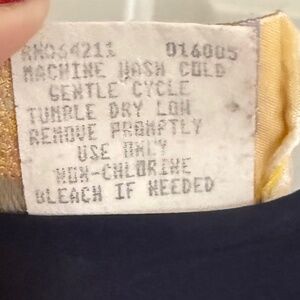 RN064211 016005
MACHINE WASH COLD
GENTLE CYCLE
TUMBLE DRY LOW
REMOVE PROMPTLY
USE ONLY
NON-CHLORINE
BLEACH IF NEEDED